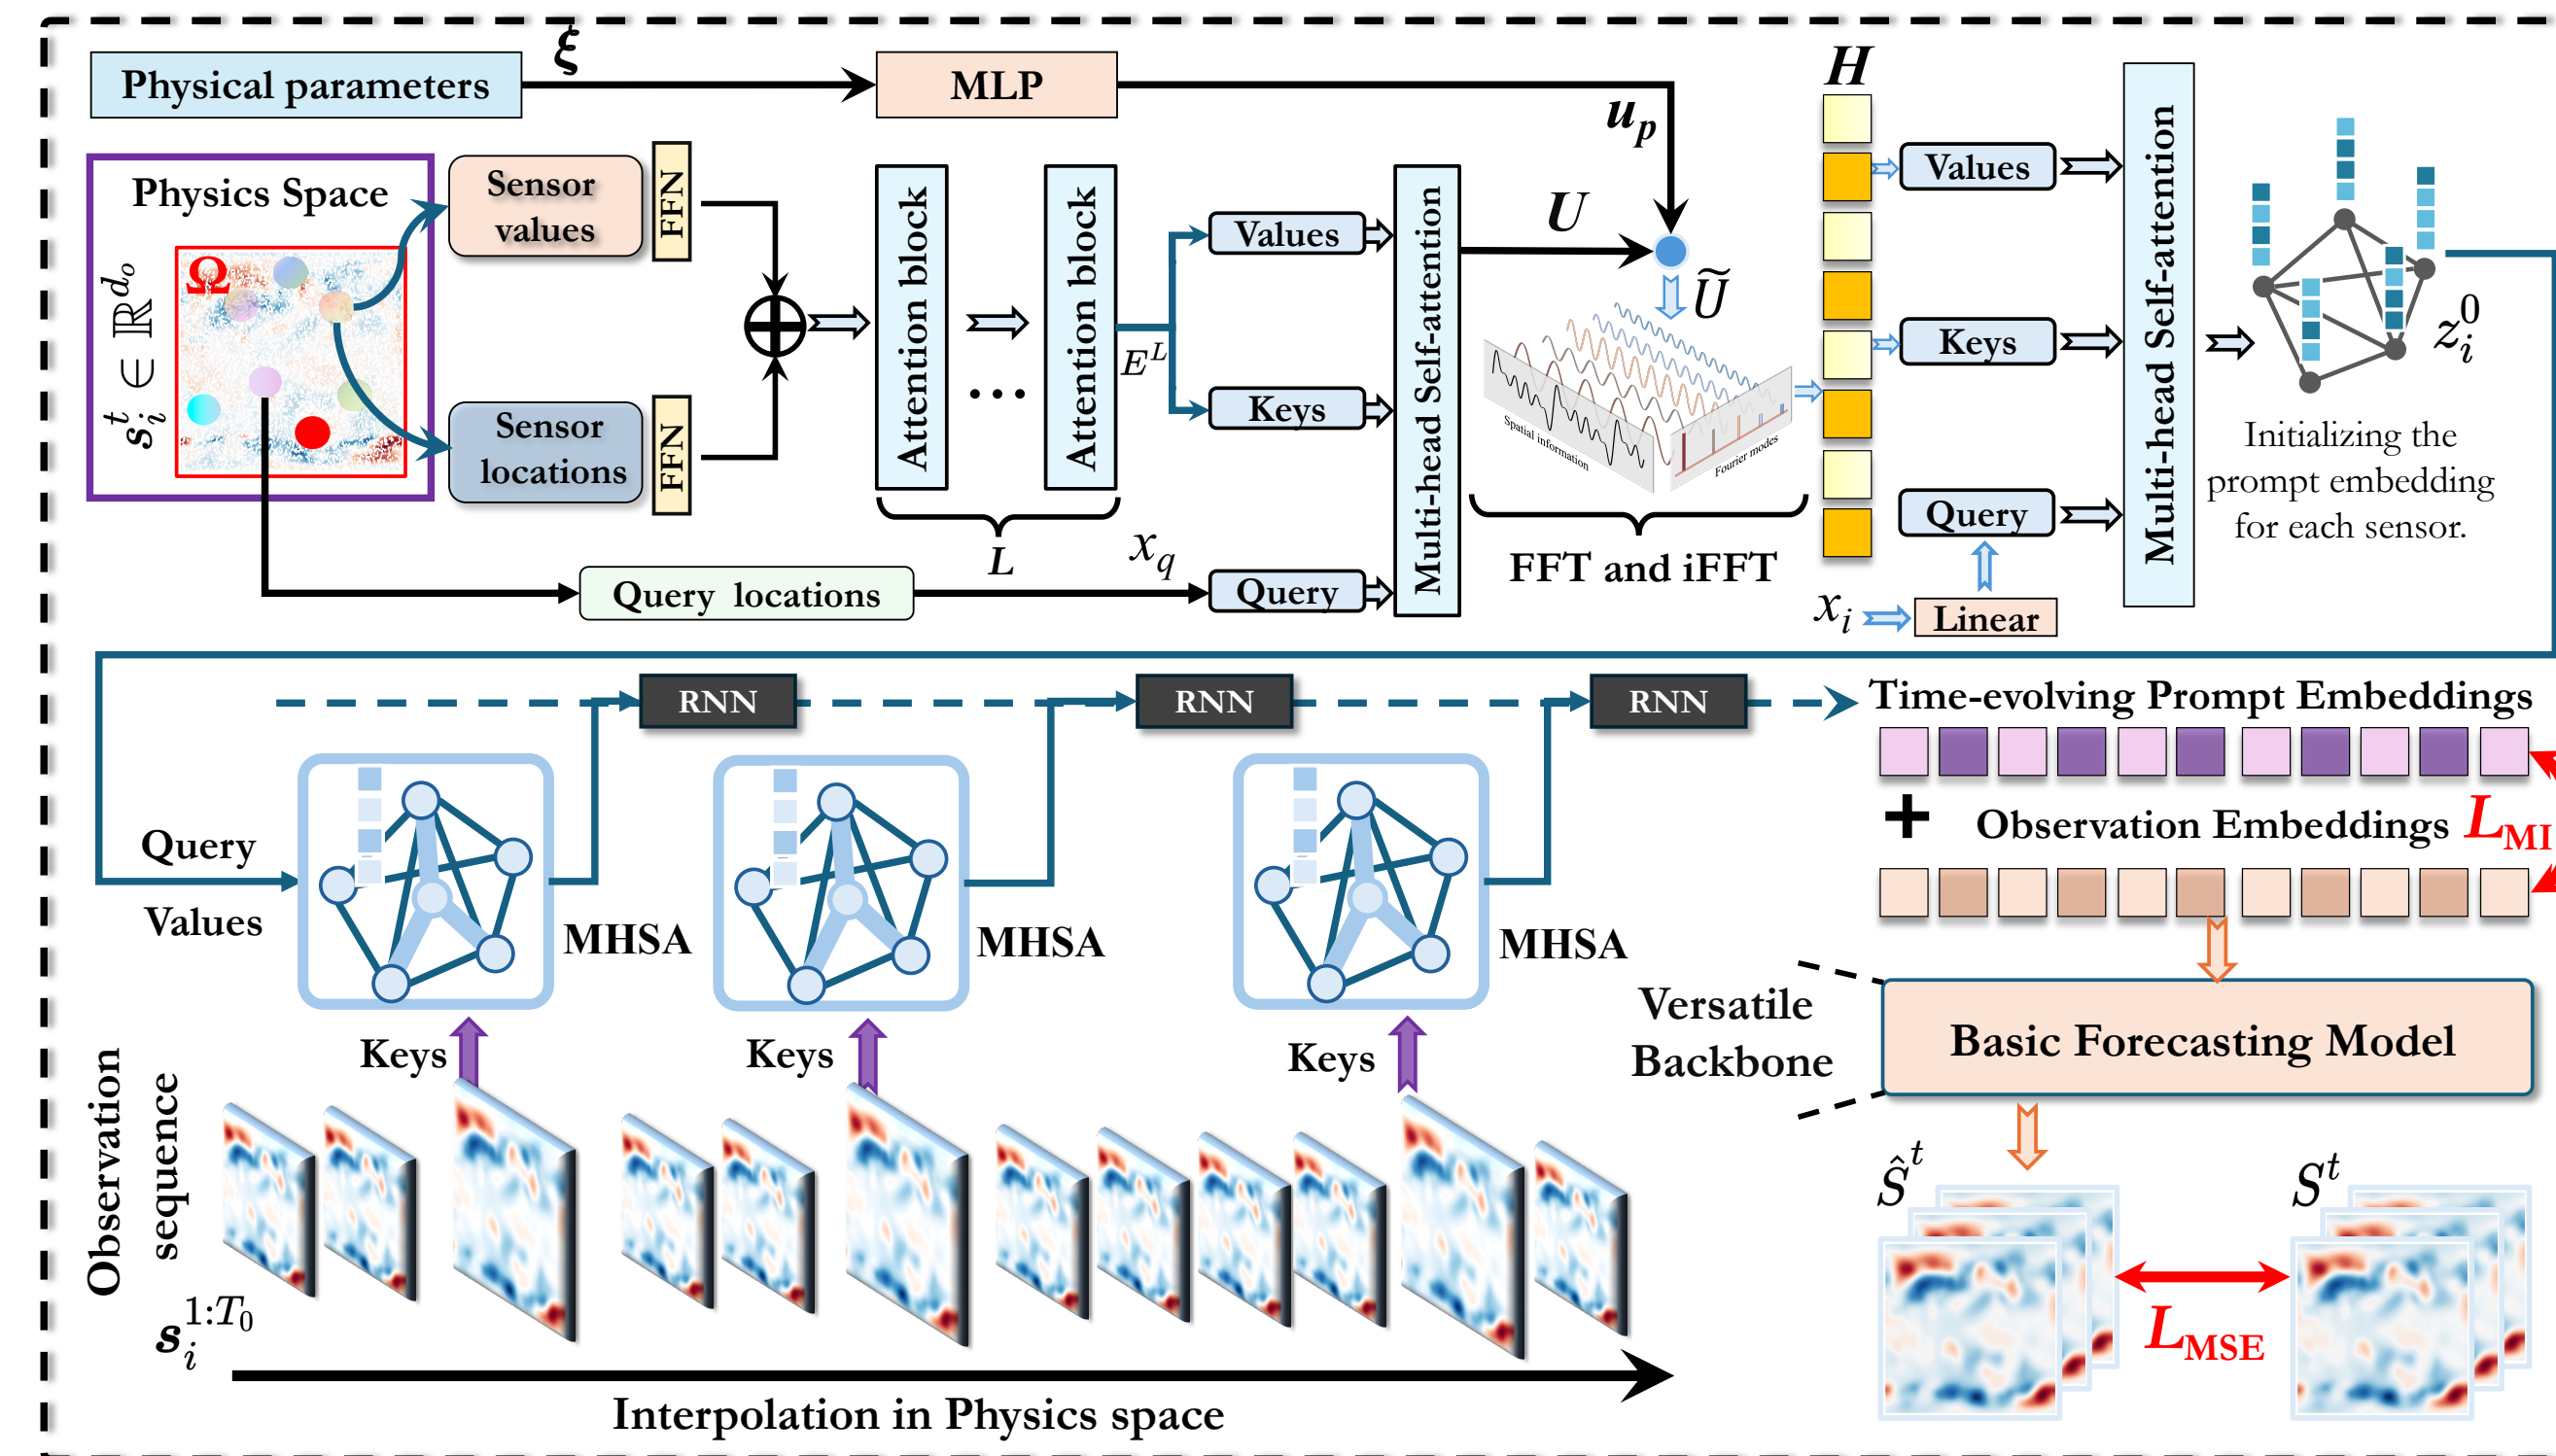 Physical parameters
ξ
MLP
u_p
H
Physics Space
Ω
s_i^t ∈ ℝ^{d_o}
Sensor
values
FFN
Sensor
locations
FFN
Attention block
...
Attention block
L
E^L
Values
Keys
Query
x_q
Query locations
Multi-head Self-attention
U
Ũ
Spatial information
Fourier modes
FFT and iFFT
Values
Keys
Query
x_i
Linear
Multi-head Self-attention
z_i^0
Initializing the
prompt embedding
for each sensor.
RNN
RNN
RNN
Query
Values
MHSA
MHSA
MHSA
Keys
Keys
Keys
Observation
sequence
s_i^{1:T_0}
Interpolation in Physics space
Time-evolving Prompt Embeddings
+
Observation Embeddings
L_MI
Versatile
Backbone
Basic Forecasting Model
Ŝ^t
S^t
L_MSE